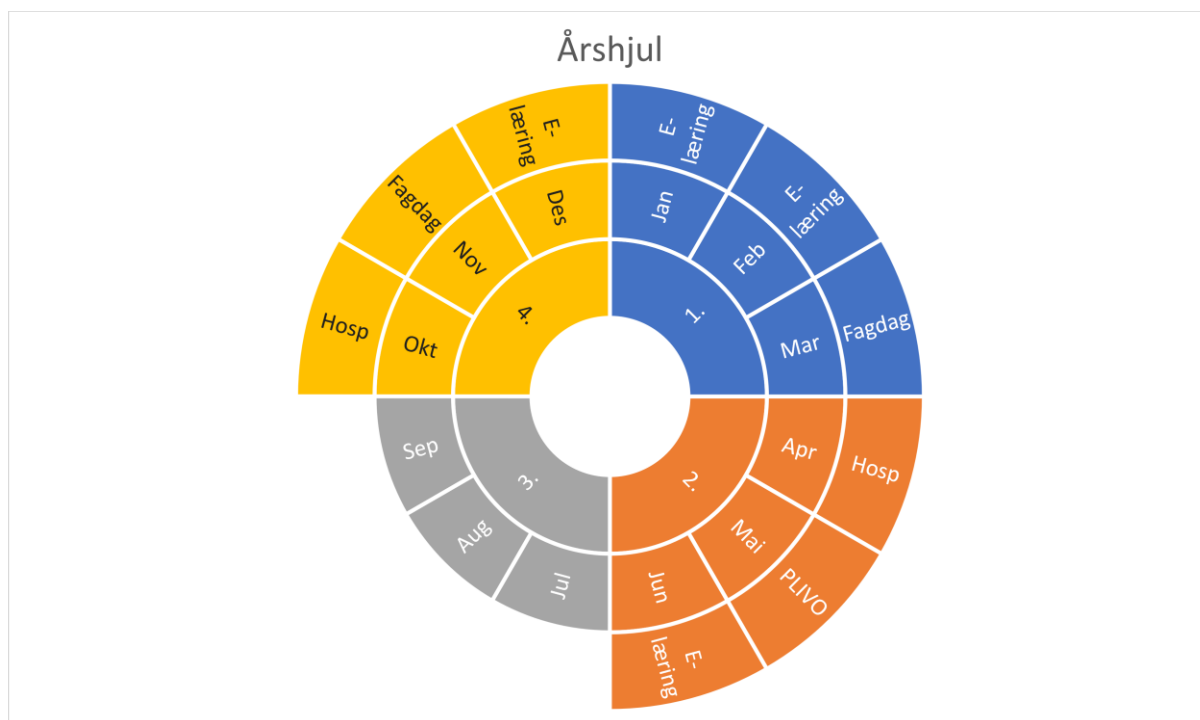 Årshjul
E-
læring
E-
læring
Fagdag
Jan
Feb
Mar
1.
Hosp
PLIVO
E-
læring
Apr
Mai
Jun
2.
Jul
Aug
Sep
3.
Hosp
Fagdag
E-
læring
Okt
Nov
Des
4.